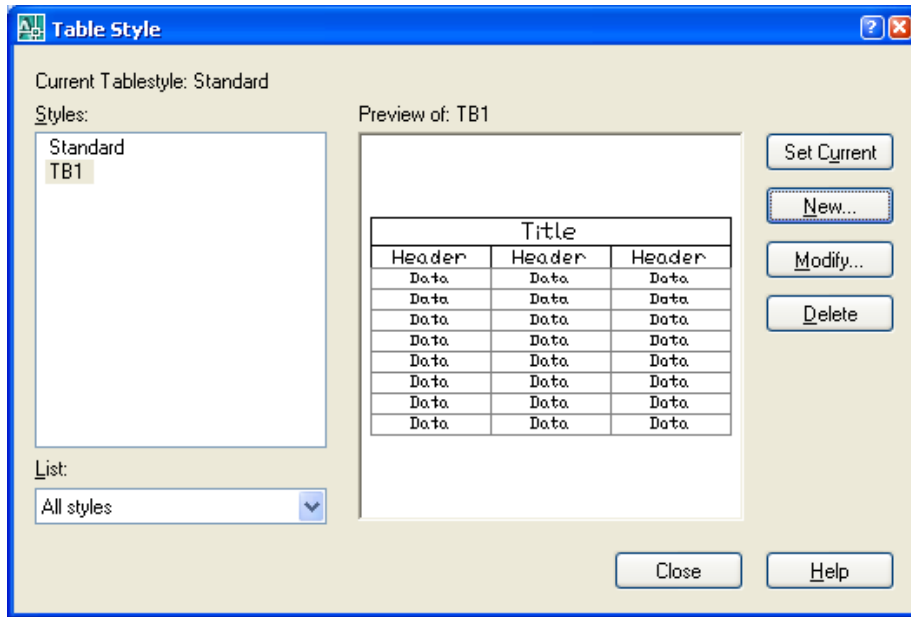 Table Style
Current Tablestyle: Standard
Styles:
Standard
TB1
List:
All styles
Preview of: TB1
Title
Header Header Header
Data Data Data
Data Data Data
Data Data Data
Data Data Data
Data Data Data
Data Data Data
Data Data Data
Data Data Data
Set Current
New...
Modify...
Delete
Close Help